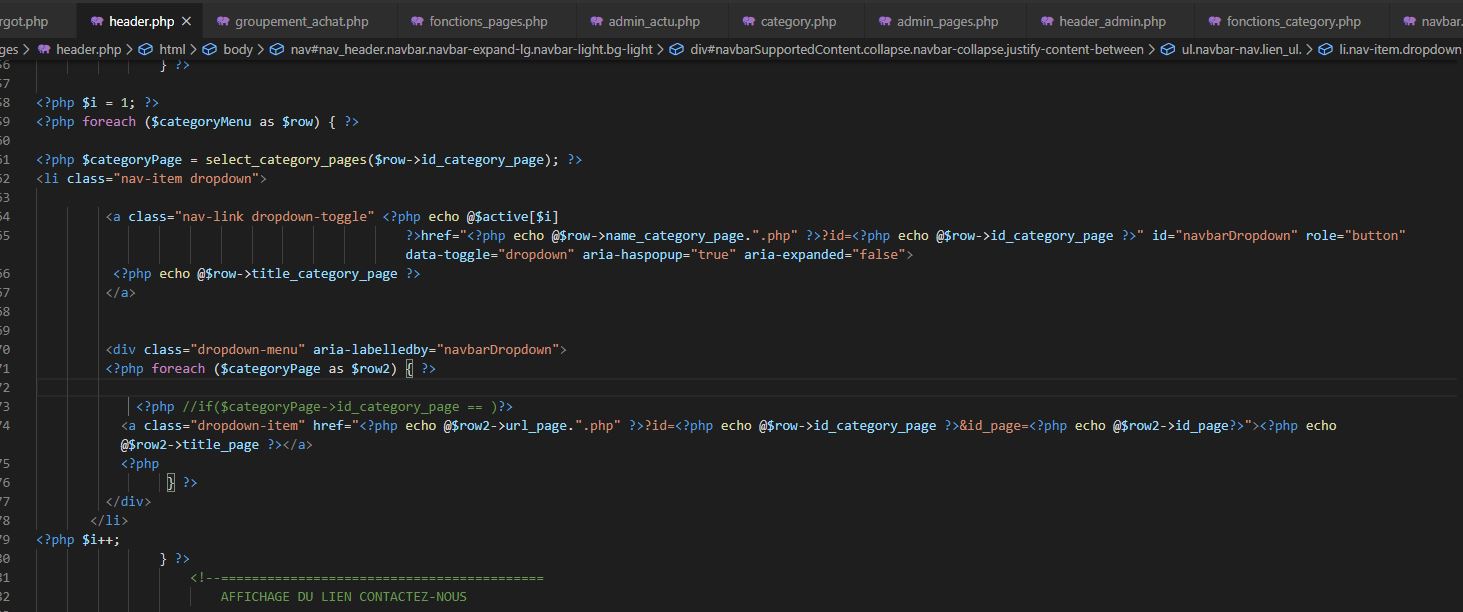 rgot.php header.php × groupement_achat.php fonctions_pages.php admin_actu.php category.php admin_pages.php header_admin.php fonctions_category.php navbar.
ges > header.php > html > body > nav#nav_header.navbar.navbar-expand-lg.navbar-light.bg-light > div#navbarSupportedContent.collapse.navbar-collapse.justify-content-between > ul.navbar-nav.lien_ul. > li.nav-item.dropdown
56 } ?>
57
58 <?php $i = 1; ?>
59 <?php foreach ($categoryMenu as $row) { ?>
60
61 <?php $categoryPage = select_category_pages($row->id_category_page); ?>
62 <li class="nav-item dropdown">
63
64 <a class="nav-link dropdown-toggle" <?php echo @$active[$i]
65 ?>href="<?php echo @$row->name_category_page.".php" ?>?id=<?php echo @$row->id_category_page ?>" id="navbarDropdown" role="button"
data-toggle="dropdown" aria-haspopup="true" aria-expanded="false">
66 <?php echo @$row->title_category_page ?>
67 </a>
68
69
70 <div class="dropdown-menu" aria-labelledby="navbarDropdown">
71 <?php foreach ($categoryPage as $row2) { ?>
72
73 <?php //if($categoryPage->id_category_page == )?>
74 <a class="dropdown-item" href="<?php echo @$row2->url_page.".php" ?>?id=<?php echo @$row->id_category_page ?>&id_page=<?php echo @$row2->id_page?>"><?php echo
@$row2->title_page ?></a>
75 <?php
76 } ?>
77 </div>
78 </li>
79 <?php $i++;
80 } ?>
81 <!--==========================================
82 AFFICHAGE DU LIEN CONTACTEZ-NOUS